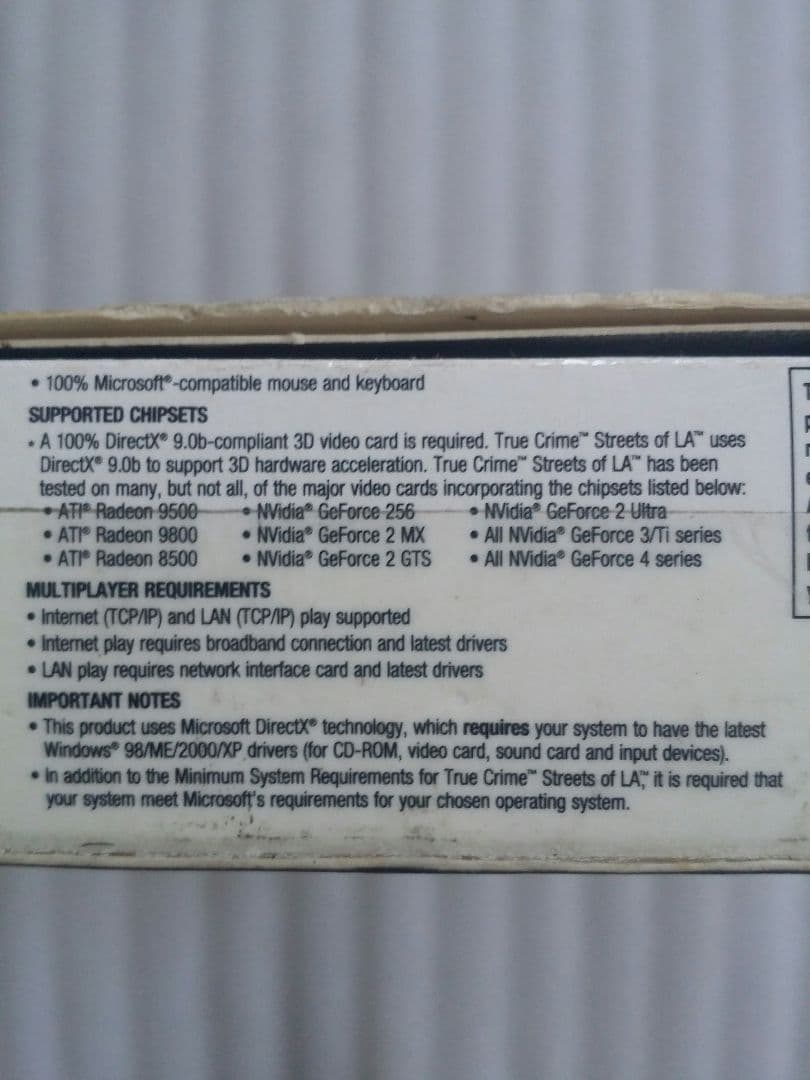 • 100% Microsoft®-compatible mouse and keyboard
SUPPORTED CHIPSETS
• A 100% DirectX® 9.0b-compliant 3D video card is required. True Crime™ Streets of LA™ uses
DirectX® 9.0b to support 3D hardware acceleration. True Crime™ Streets of LA™ has been
tested on many, but not all, of the major video cards incorporating the chipsets listed below:
• ATI® Radeon 9500 • NVidia® GeForce 256 • NVidia® GeForce 2 Ultra
• ATI® Radeon 9800 • NVidia® GeForce 2 MX • All NVidia® GeForce 3/Ti series
• ATI® Radeon 8500 • NVidia® GeForce 2 GTS • All NVidia® GeForce 4 series
MULTIPLAYER REQUIREMENTS
• Internet (TCP/IP) and LAN (TCP/IP) play supported
• Internet play requires broadband connection and latest drivers
• LAN play requires network interface card and latest drivers
IMPORTANT NOTES
• This product uses Microsoft DirectX® technology, which requires your system to have the latest
Windows® 98/ME/2000/XP drivers (for CD-ROM, video card, sound card and input devices).
• In addition to the Minimum System Requirements for True Crime™ Streets of LA,™ it is required that
your system meet Microsoft's requirements for your chosen operating system.